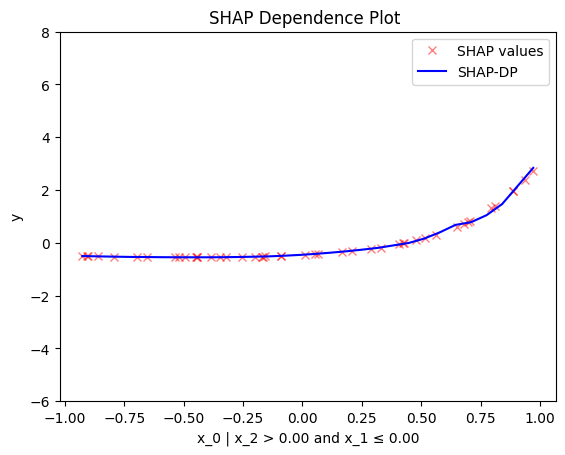 SHAP Dependence Plot
SHAP values
SHAP-DP
8
6
4
2
0
−2
−4
−6
y
−1.00 −0.75 −0.50 −0.25 0.00 0.25 0.50 0.75 1.00
x_0 | x_2 > 0.00 and x_1 ≤ 0.00